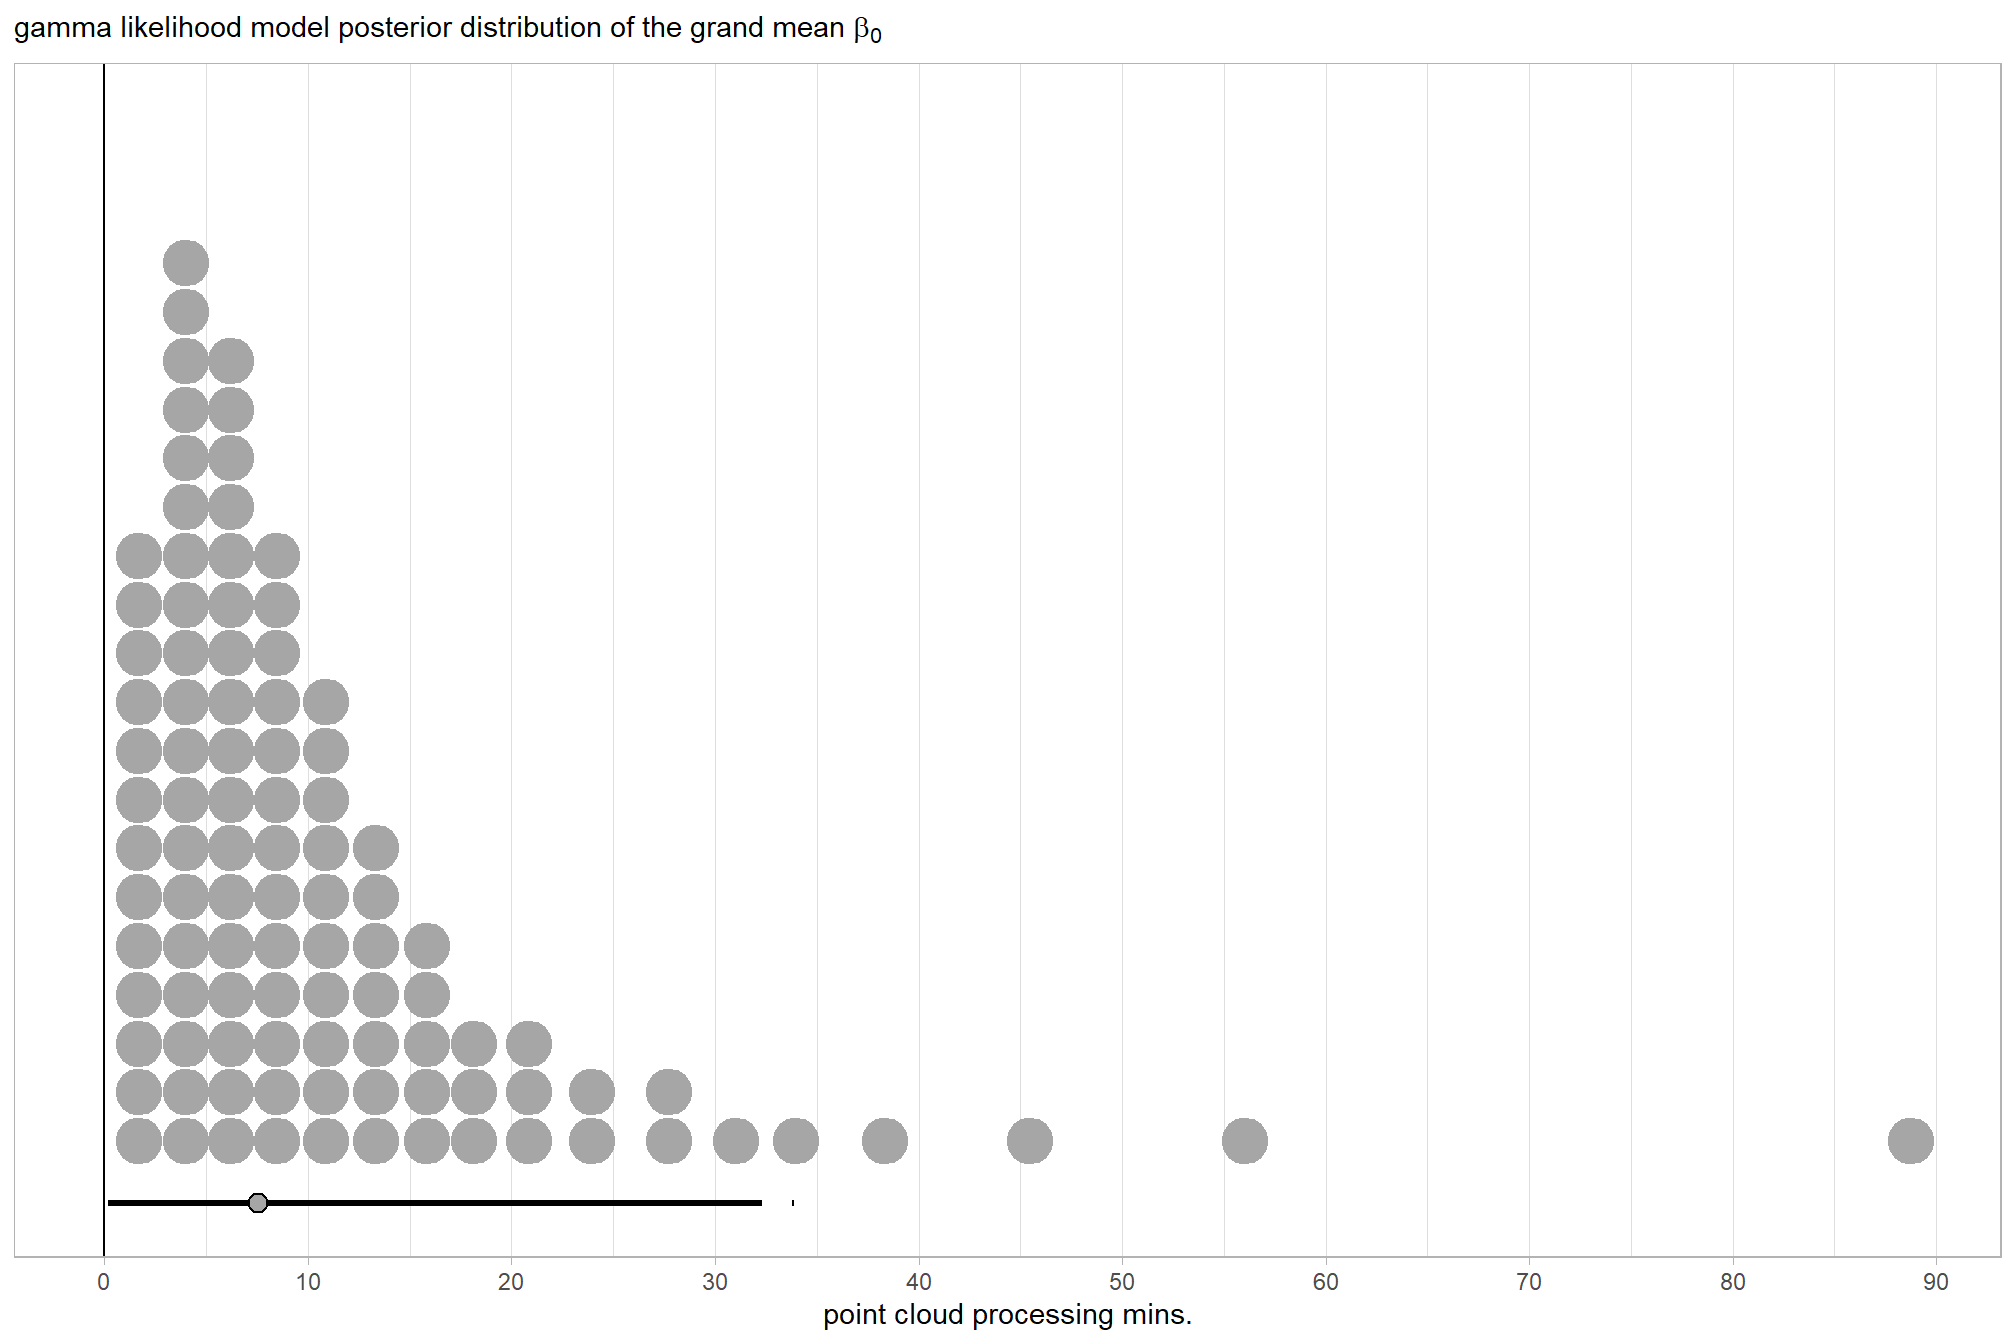 gamma likelihood model posterior distribution of the grand mean β₀
0 10 20 30 40 50 60 70 80 90
point cloud processing mins.